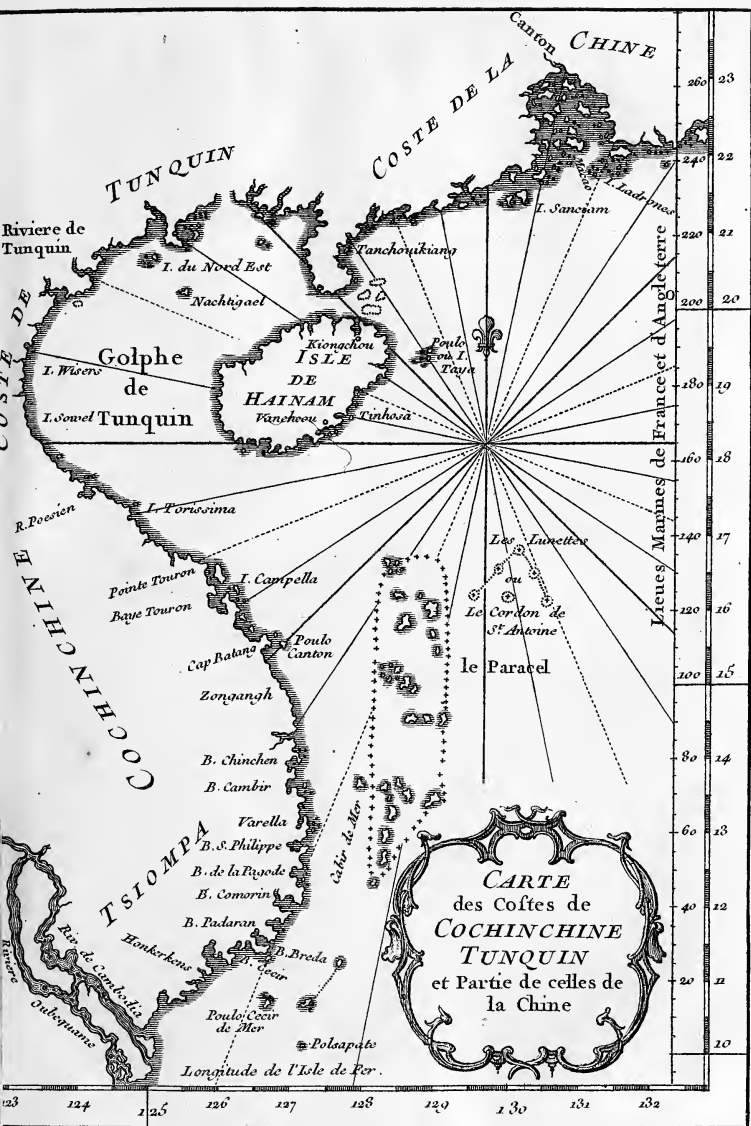 Canton
CHINE
COSTE DE LA
TUNQUIN
Riviere de
Tunquin
I. du Nord Est
Nachtigael
Tanchouikiang
Macao
I. Ladrones
I. Sanciam
COSTE DE
COCHINCHINE
I. Wisers
Golphe
de
Tunquin
I. Sowel
Kiongchou
ISLE
DE
HAINAM
Vancheou
Tinhosa
Poulo
ou I.
Taya
R. Poesien
I. Torissima
Pointe Touron
I. Campella
Baye Touron
Cap Batang
Poulo
Canton
Zongangh
B. Chinchen
B. Cambir
Varella
B. S. Philippe
B. de la Pagode
B. Comorin
B. Padaran
Honkerkens
B. Breda
B. Cecir
Poulo Cecir
de Mer
Polsapate
TSIOMPA
Riv. de Cambodia
Riviere
Jubequame
Les Lunettes
ou
Le Cordon de
St. Antoine
le Paracel
Cabir de Mer
Lieues Marines de France et d'Angleterre
260
240
220
200
180
160
140
120
100
80
60
40
20
0
23
22
21
20
19
18
17
16
15
14
13
12
11
10
CARTE
des Costes de
COCHINCHINE
TUNQUIN
et Partie de celles de
la Chine
Longitude de l'Isle de Fer.
123 124 125 126 127 128 129 130 131 132